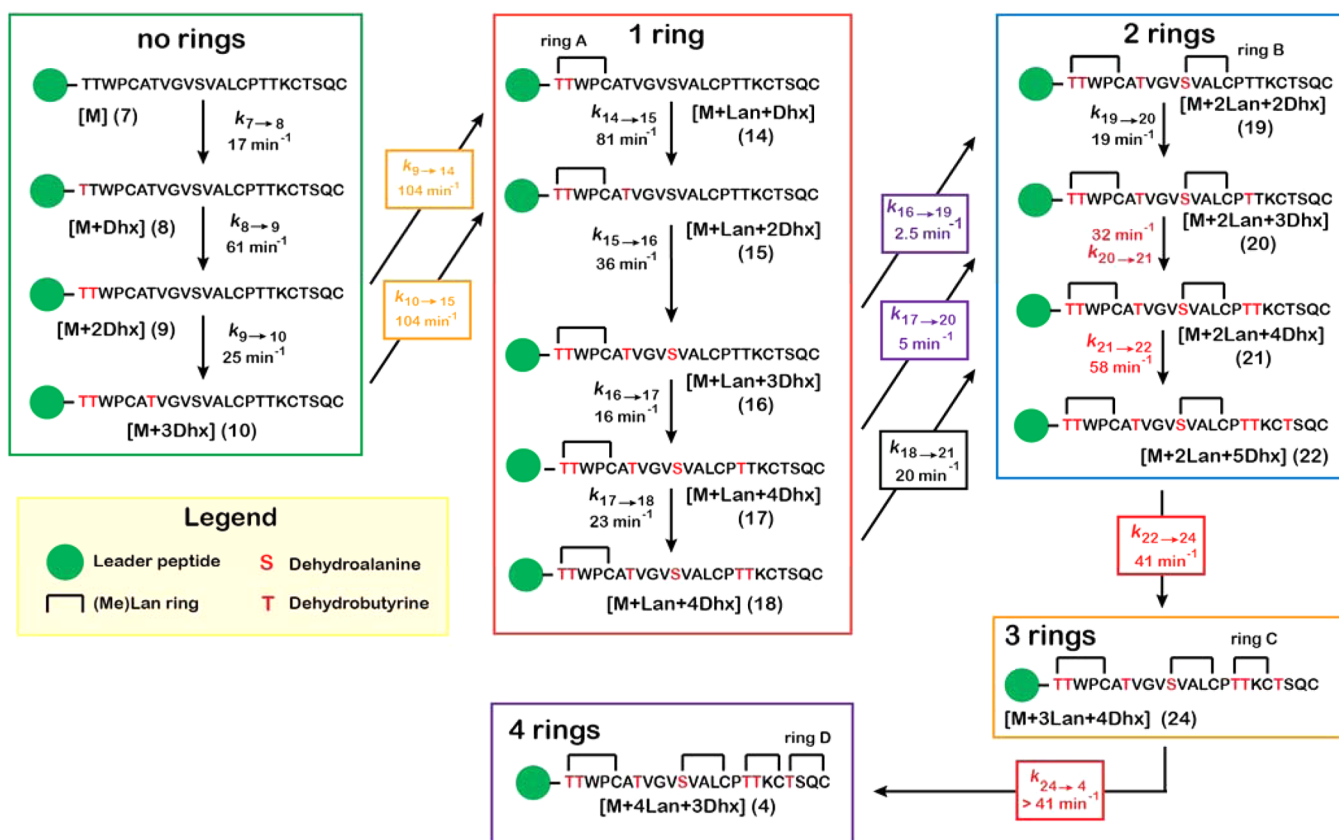 no rings
TTWPCATVGVSVALCPTTKCTSQC
[M] (7)
k7→8
17 min-1
TTWPCATVGVSVALCPTTKCTSQC
[M+Dhx] (8)
k8→9
61 min-1
TTWPCATVGVSVALCPTTKCTSQC
[M+2Dhx] (9)
k9→10
25 min-1
TTWPCATVGVSVALCPTTKCTSQC
[M+3Dhx] (10)
k9→14
104 min-1
k10→15
104 min-1
1 ring
ring A
TTWPCATVGVSVALCPTTKCTSQC
[M+Lan+Dhx]
(14)
k14→15
81 min-1
TTWPCATVGVSVALCPTTKCTSQC
[M+Lan+2Dhx]
(15)
k15→16
36 min-1
TTWPCATVGVSVALCPTTKCTSQC
[M+Lan+3Dhx]
(16)
k16→17
16 min-1
TTWPCATVGVSVALCPTTKCTSQC
[M+Lan+4Dhx]
(17)
k17→18
23 min-1
TTWPCATVGVSVALCPTTKCTSQC
[M+Lan+4Dhx] (18)
k16→19
2.5 min-1
k17→20
5 min-1
k18→21
20 min-1
2 rings
ring B
TTWPCATVGVSVALCPTTKCTSQC
[M+2Lan+2Dhx]
(19)
k19→20
19 min-1
TTWPCATVGVSVALCPTTKCTSQC
[M+2Lan+3Dhx]
(20)
32 min-1
k20→21
TTWPCATVGVSVALCPTTKCTSQC
[M+2Lan+4Dhx]
(21)
k21→22
58 min-1
TTWPCATVGVSVALCPTTKCTSQC
[M+2Lan+5Dhx] (22)
k22→24
41 min-1
3 rings
ring C
TTWPCATVGVSVALCPTTKCTSQC
[M+3Lan+4Dhx] (24)
k24→4
> 41 min-1
4 rings
ring D
TTWPCATVGVSVALCPTTKCTSQC
[M+4Lan+3Dhx] (4)
Legend
Leader peptide
S Dehydroalanine
(Me)Lan ring
T Dehydrobutyrine